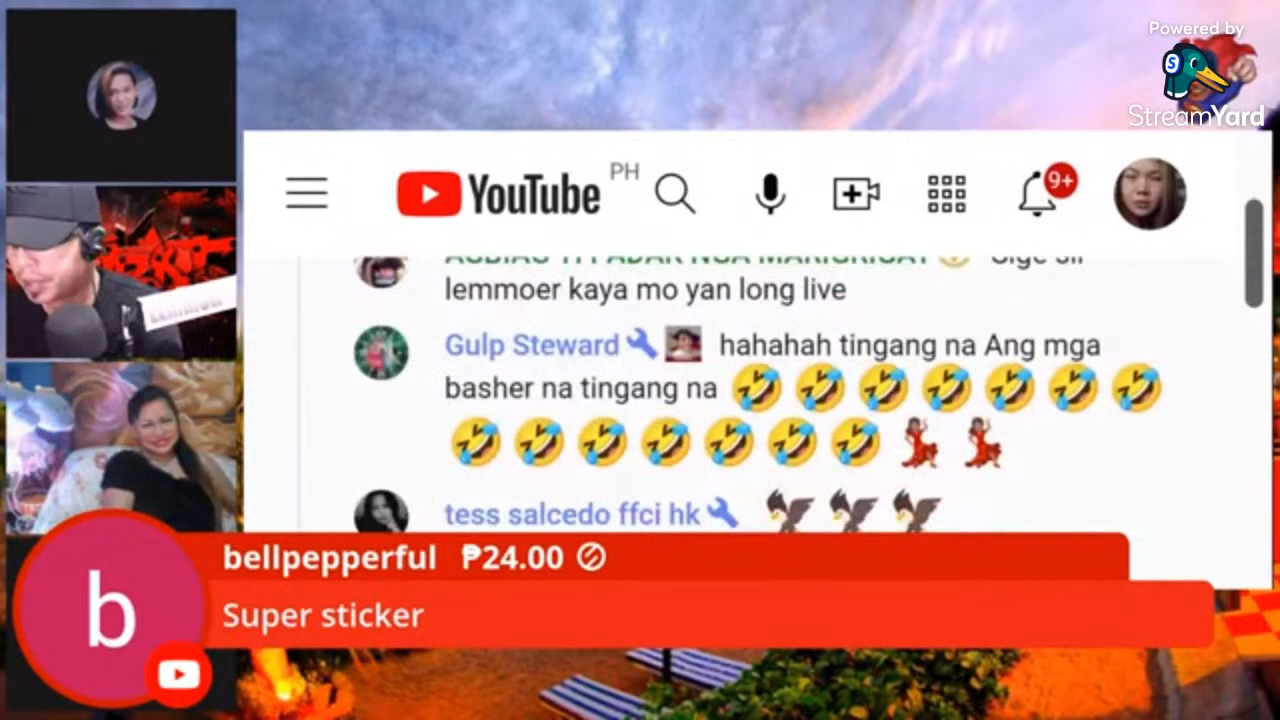 Powered by
StreamYard
PH
YouTube
9+
lemmoer kaya mo yan long live
Gulp Steward hahahah tingang na Ang mga
basher na tingang na 🤣🤣🤣🤣🤣🤣🤣
🤣🤣🤣🤣🤣🤣🤣💃💃
tess salcedo ffci hk 🦅🦅🦅
bellpepperful ₱24.00
Super sticker
b